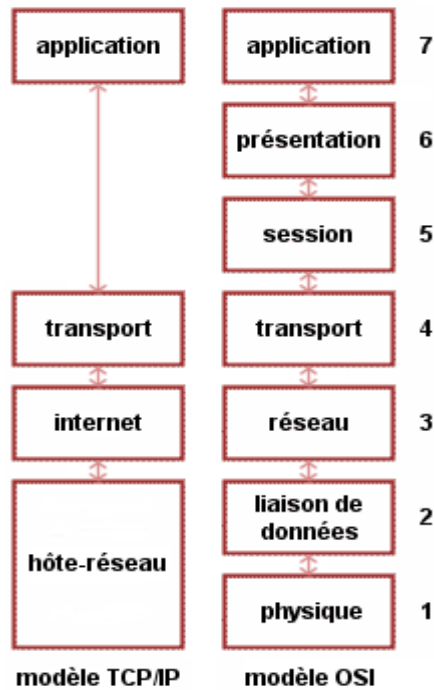 application application 7
présentation 6
session 5
transport transport 4
internet réseau 3
liaison de
données 2
hôte-réseau
physique 1
modèle TCP/IP modèle OSI